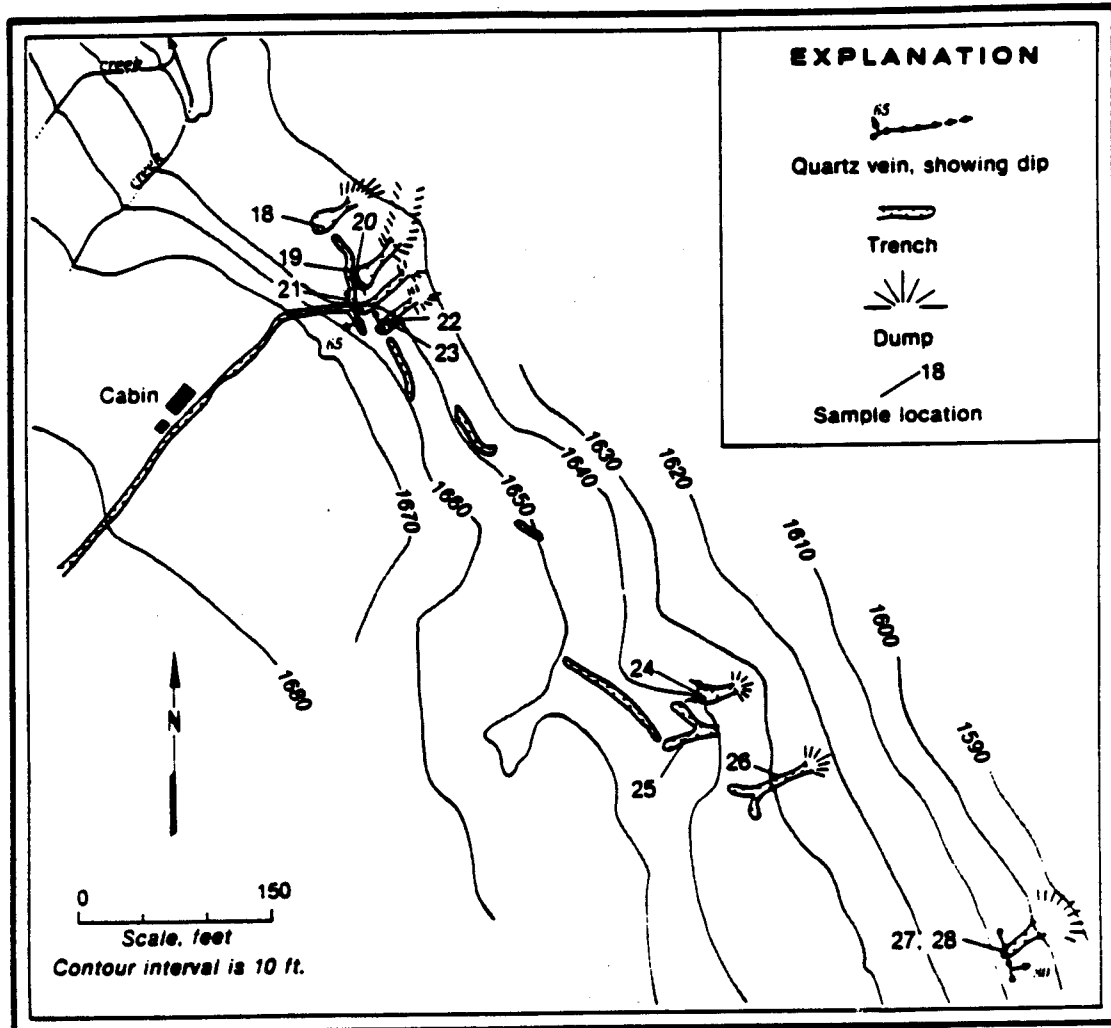 EXPLANATION
65
Quartz vein, showing dip
Trench
Dump
18
Sample location
creek
Creek
18
20
19
21
22
23
65
Cabin
1630
1640
1620
1650
1660
1670
1610
1600
1680
1590
N
24
25
26
27, 28
0 150
Scale, feet
Contour interval is 10 ft.